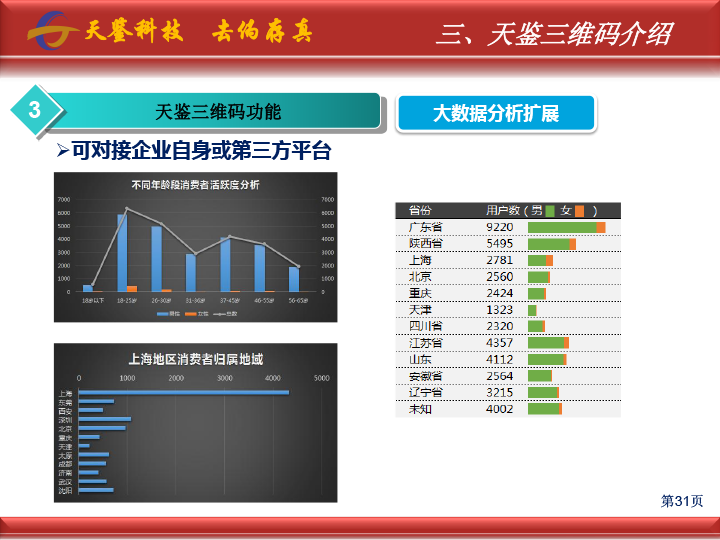 天鉴科技 去伪存真
三、天鉴三维码介绍
3
天鉴三维码功能
大数据分析扩展
➢可对接企业自身或第三方平台
不同年龄段消费者活跃度分析
7000 7000
6000 6000
5000 5000
4000 4000
3000 3000
2000 2000
1000 1000
0 0
18岁以下 18-25岁 26-30岁 31-36岁 37-45岁 46-55岁 56-65岁
男性 女性 总数
上海地区消费者归属地域
0 1000 2000 3000 4000 5000
上海
东莞
西安
深圳
北京
重庆
天津
太原
成都
济南
武汉
沈阳
省份 用户数（男 女 ）
广东省 9220
陕西省 5495
上海 2781
北京 2560
重庆 2424
天津 1323
四川省 2320
江苏省 4357
山东 4112
安徽省 2564
辽宁省 3215
未知 4002
第31页